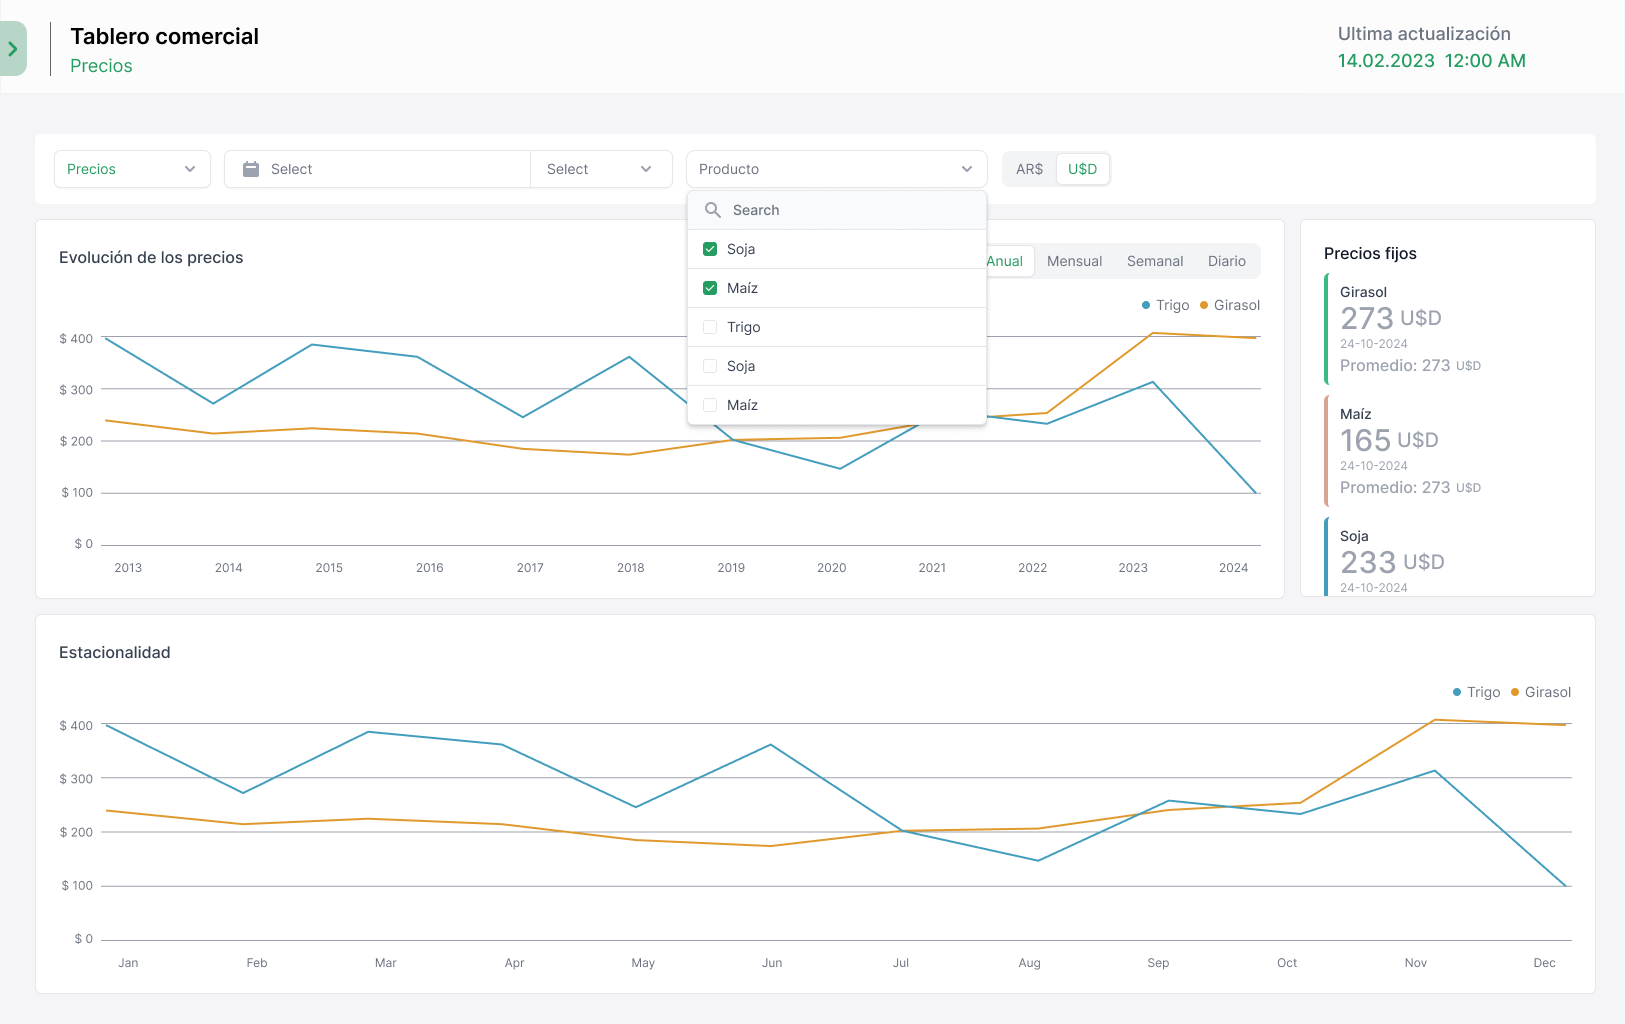 Tablero comercial
Precios
Ultima actualización
14.02.2023 12:00 AM
Precios
Select
Select
Producto
AR$
U$D
Search
Soja
Maíz
Trigo
Soja
Maíz
Evolución de los precios
Anual
Mensual
Semanal
Diario
Trigo
Girasol
$ 400
$ 300
$ 200
$ 100
$ 0
2013 2014 2015 2016 2017 2018 2019 2020 2021 2022 2023 2024
Precios fijos
Girasol
273 U$D
24-10-2024
Promedio: 273 U$D
Maíz
165 U$D
24-10-2024
Promedio: 273 U$D
Soja
233 U$D
24-10-2024
Estacionalidad
Trigo
Girasol
$ 400
$ 300
$ 200
$ 100
$ 0
Jan Feb Mar Apr May Jun Jul Aug Sep Oct Nov Dec